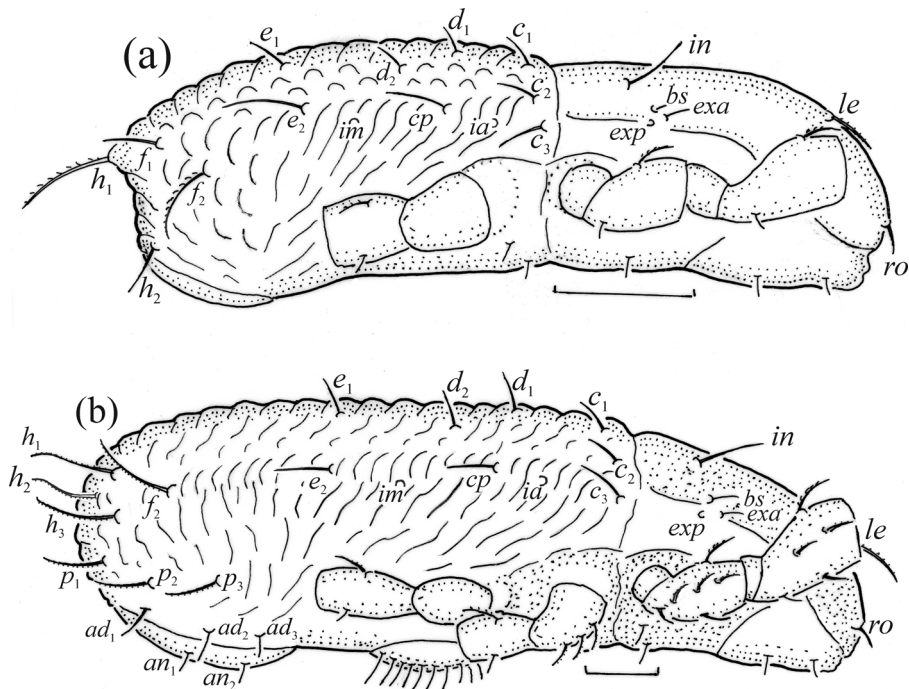 (a)
e₁
d₁
c₁
in
d₂
c₂
bs
exa
le
e₂
im
cp
ia
exp
c₃
f₁
h₁
f₂
h₂
ro
(b)
e₁
d₂
d₁
c₁
in
h₁
h₂
h₃
f₂
e₂
im
cp
ia
c₂
c₃
bs
exa
exp
le
p₁
p₂
p₃
ad₁
ad₂
ad₃
an₁
an₂
ro